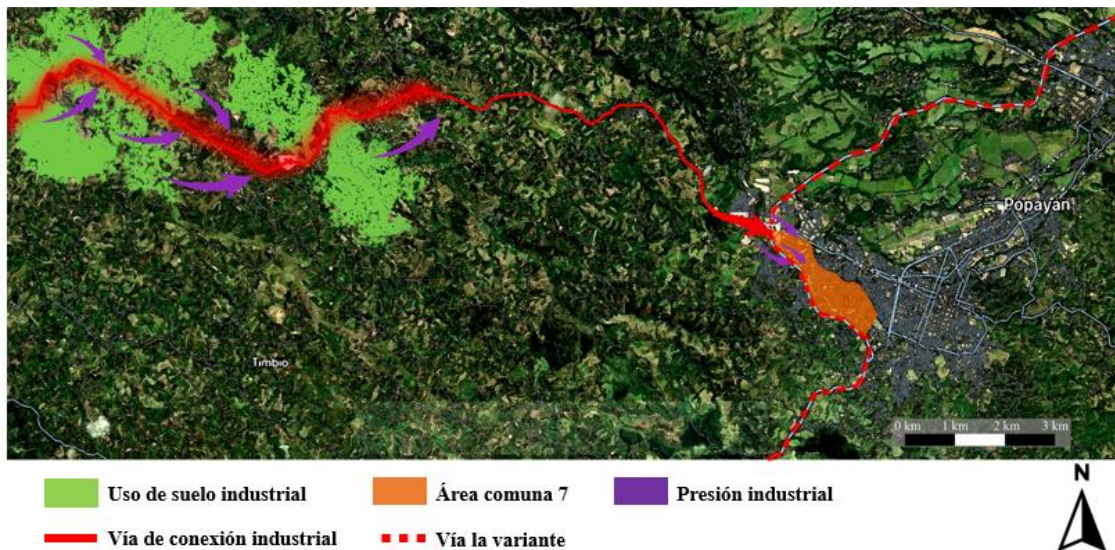 Popayán
Timbio
0 km 1 km 2 km 3 km
N
Uso de suelo industrial
Área comuna 7
Presión industrial
Vía de conexión industrial
Vía la variante